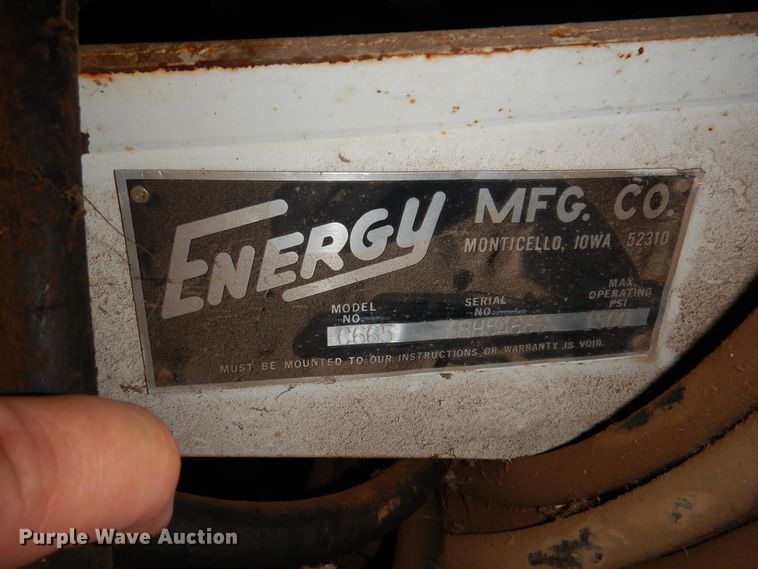 ENERGY MFG. CO.
MONTICELLO, IOWA 52310
MODEL NO. SERIAL NO. MAX. OPERATING PSI
C665
MUST BE MOUNTED TO OUR INSTRUCTIONS OR WARRANTY IS VOID.
Purple Wave Auction®